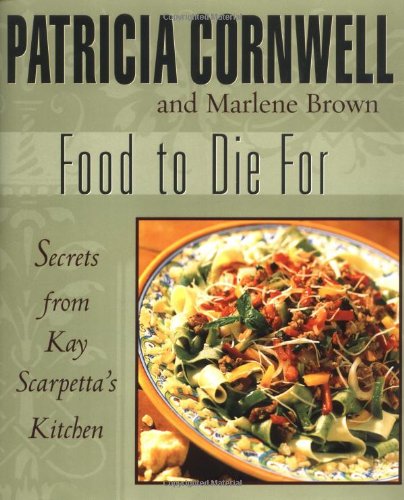 PATRICIA CORNWELL
and Marlene Brown
Food to Die For
Secrets
from
Kay
Scarpetta's
Kitchen